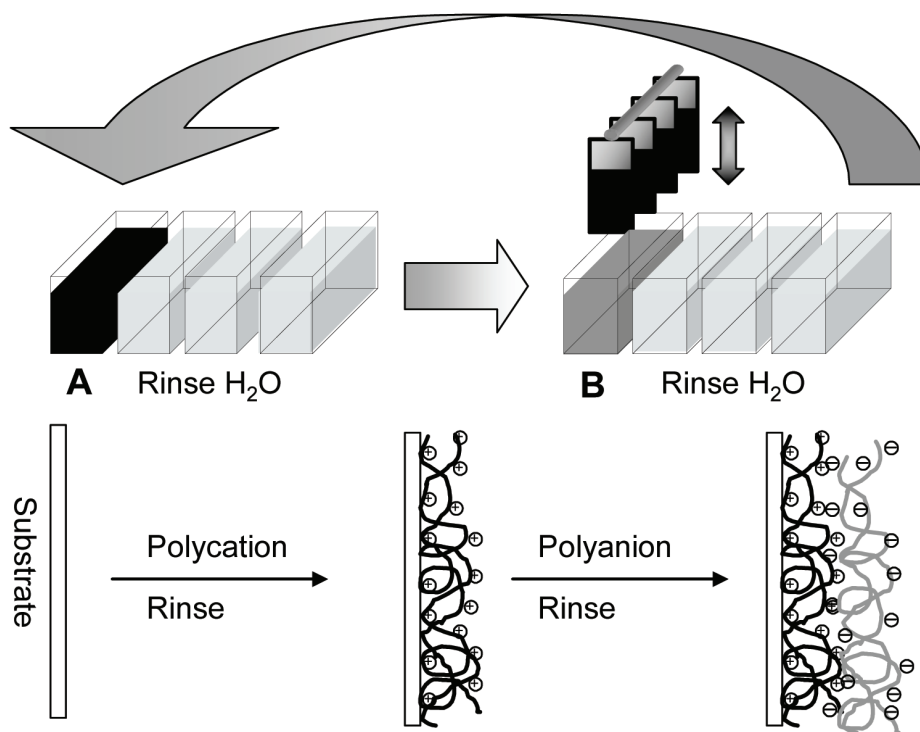 A
Rinse H₂O
B
Rinse H₂O
Substrate
Polycation
Rinse
Polyanion
Rinse